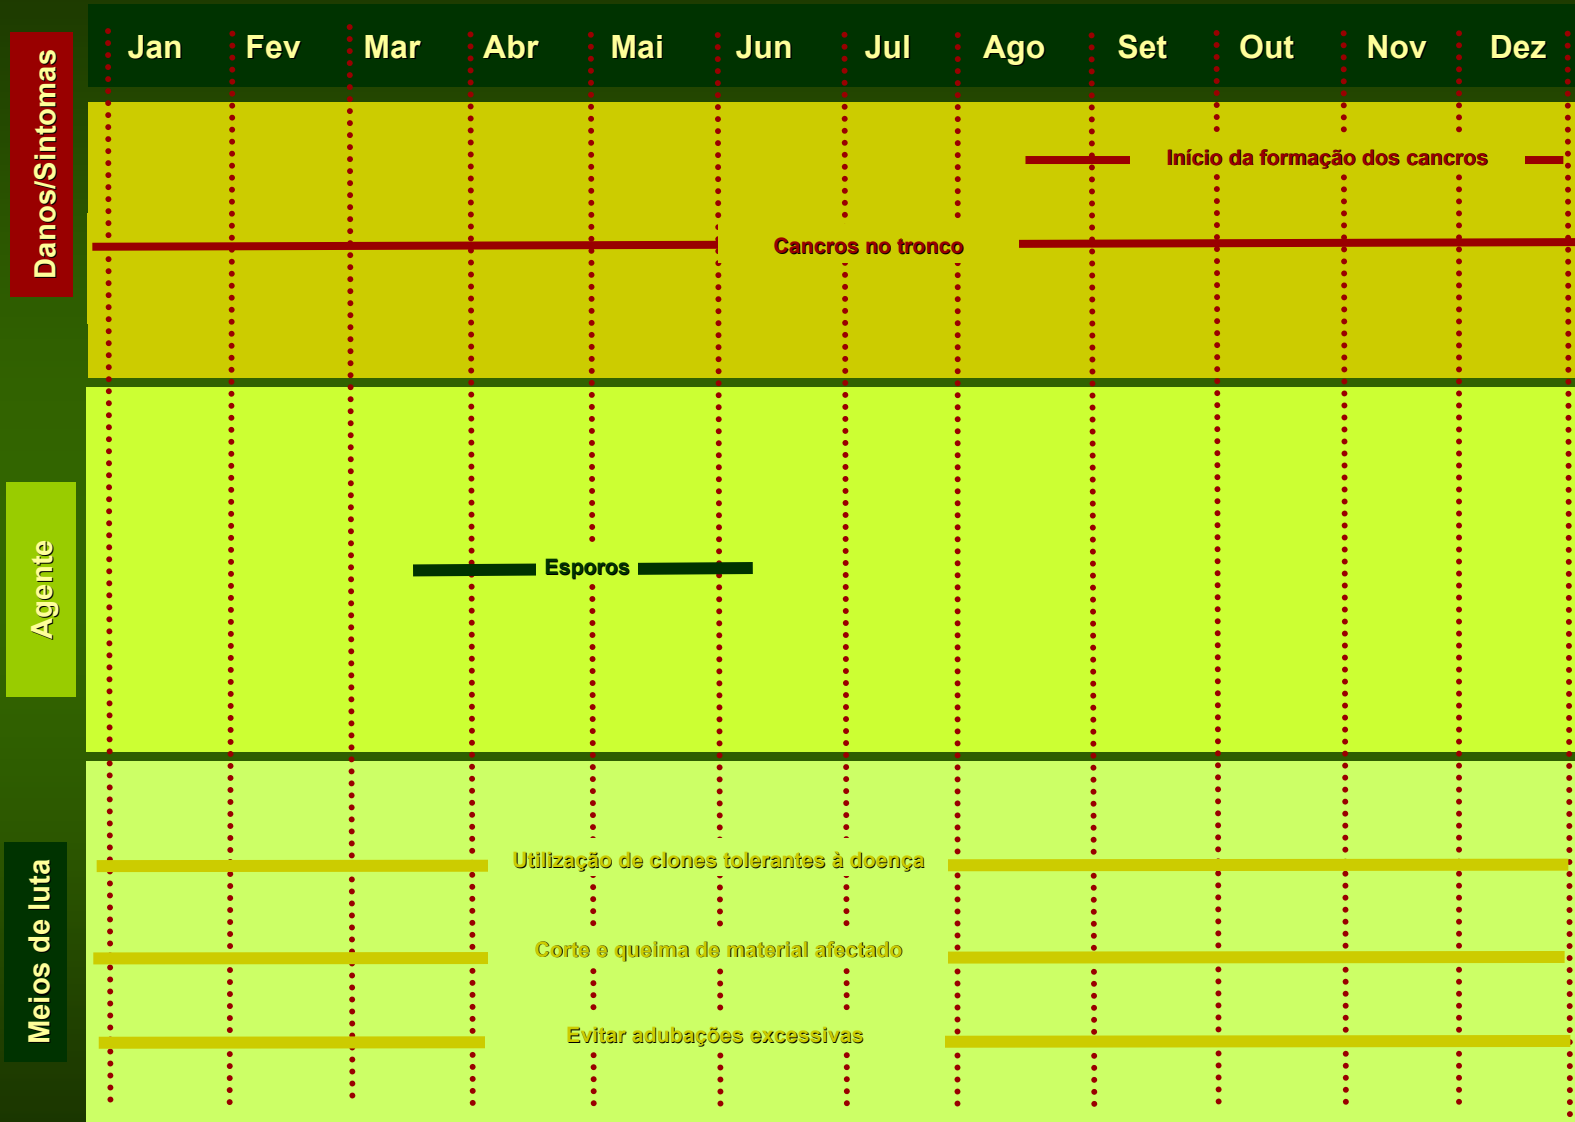 Jan Fev Mar Abr Mai Jun Jul Ago Set Out Nov Dez
Danos/Sintomas
Início da formação dos cancros
Cancros no tronco
Agente
Esporos
Meios de luta
Utilização de clones tolerantes à doença
Corte e queima de material afectado
Evitar adubações excessivas